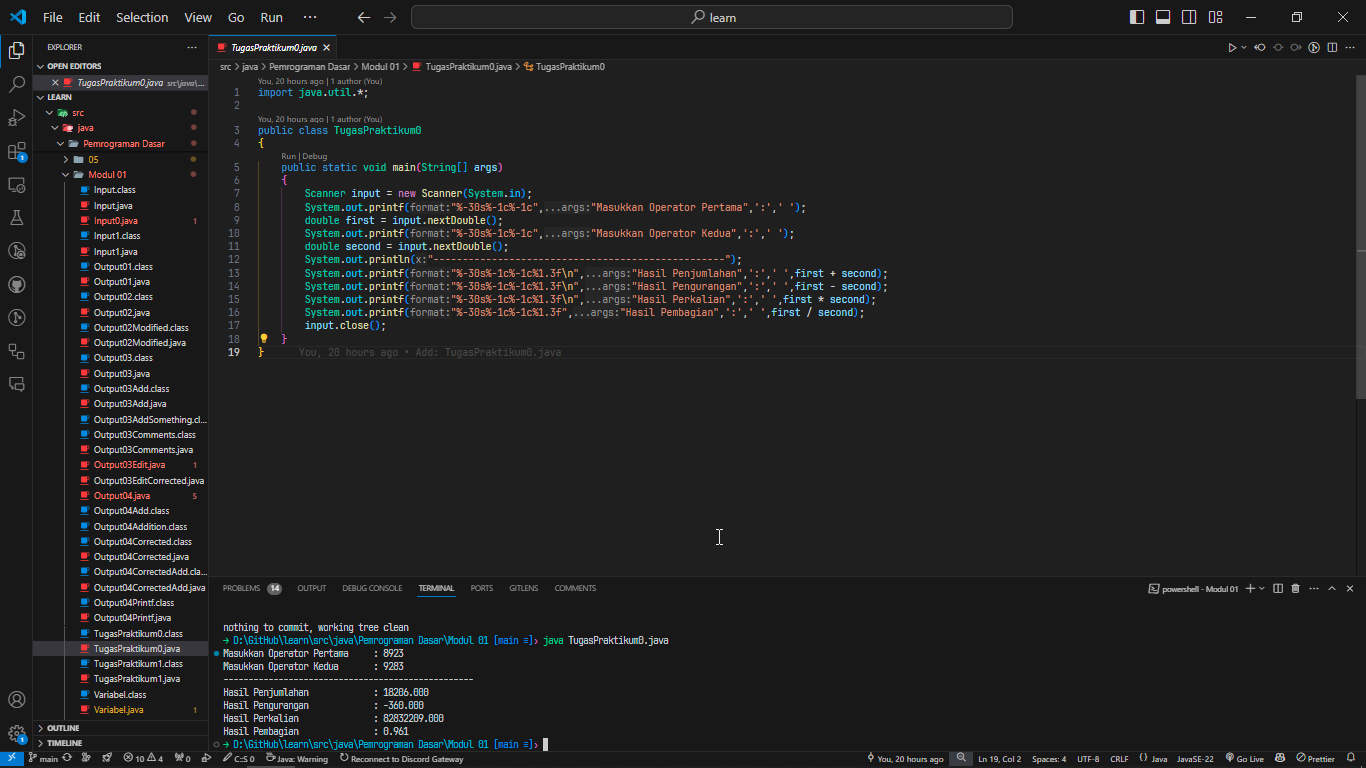 File Edit Selection View Go Run ··· learn
EXPLORER ···
OPEN EDITORS
TugasPraktikum0.java src\java\...
LEARN
src
java
Pemrograman Dasar
05
Modul 01
Input.class
Input.java
Input0.java 1
Input1.class
Input1.java
Output01.class
Output01.java
Output02.class
Output02.java
Output02Modified.class
Output02Modified.java
Output03.class
Output03.java
Output03Add.class
Output03Add.java
Output03AddSomething.cl...
Output03Comments.class
Output03Comments.java
Output03Edit.java 1
Output03EditCorrected.java
Output04.java 5
Output04Add.class
Output04Addition.class
Output04Corrected.class
Output04Corrected.java
Output04CorrectedAdd.cla...
Output04CorrectedAdd.java
Output04Printf.class
Output04Printf.java
TugasPraktikum0.class
TugasPraktikum0.java
TugasPraktikum1.class
TugasPraktikum1.java
Variabel.class
Variabel.java 1
OUTLINE
TIMELINE
TugasPraktikum0.java
src > java > Pemrograman Dasar > Modul 01 > TugasPraktikum0.java > TugasPraktikum0
You, 20 hours ago | 1 author (You)
1 import java.util.*;
2
You, 20 hours ago | 1 author (You)
3 public class TugasPraktikum0
4 {
Run | Debug
5 public static void main(String[] args)
6 {
7 Scanner input = new Scanner(System.in);
8 System.out.printf(format:"%-30s%-1c%-1c",...args:"Masukkan Operator Pertama",':',' ');
9 double first = input.nextDouble();
10 System.out.printf(format:"%-30s%-1c%-1c",...args:"Masukkan Operator Kedua",':',' ');
11 double second = input.nextDouble();
12 System.out.println(x:"------------------------------------------------");
13 System.out.printf(format:"%-30s%-1c%-1c%1.3f\n",...args:"Hasil Penjumlahan",':',' ',first + second);
14 System.out.printf(format:"%-30s%-1c%-1c%1.3f\n",...args:"Hasil Pengurangan",':',' ',first - second);
15 System.out.printf(format:"%-30s%-1c%-1c%1.3f\n",...args:"Hasil Perkalian",':',' ',first * second);
16 System.out.printf(format:"%-30s%-1c%-1c%1.3f",...args:"Hasil Pembagian",':',' ',first / second);
17 input.close();
18 }
19 } You, 20 hours ago • Add: TugasPraktikum0.java
PROBLEMS 14 OUTPUT DEBUG CONSOLE TERMINAL PORTS GITLENS COMMENTS powershell - Modul 01
nothing to commit, working tree clean
→ D:\GitHub\learn\src\java\Pemrograman Dasar\Modul 01 [main ≡]› java TugasPraktikum0.java
Masukkan Operator Pertama : 8923
Masukkan Operator Kedua : 9283
------------------------------------------------
Hasil Penjumlahan : 18206.000
Hasil Pengurangan : -360.000
Hasil Perkalian : 82832209.000
Hasil Pembagian : 0.961
→ D:\GitHub\learn\src\java\Pemrograman Dasar\Modul 01 [main ≡]›
main 10 4 0 C:S 0 Java: Warning Reconnect to Discord Gateway You, 20 hours ago Ln 19, Col 2 Spaces: 4 UTF-8 CRLF {} Java JavaSE-22 Go Live Prettier